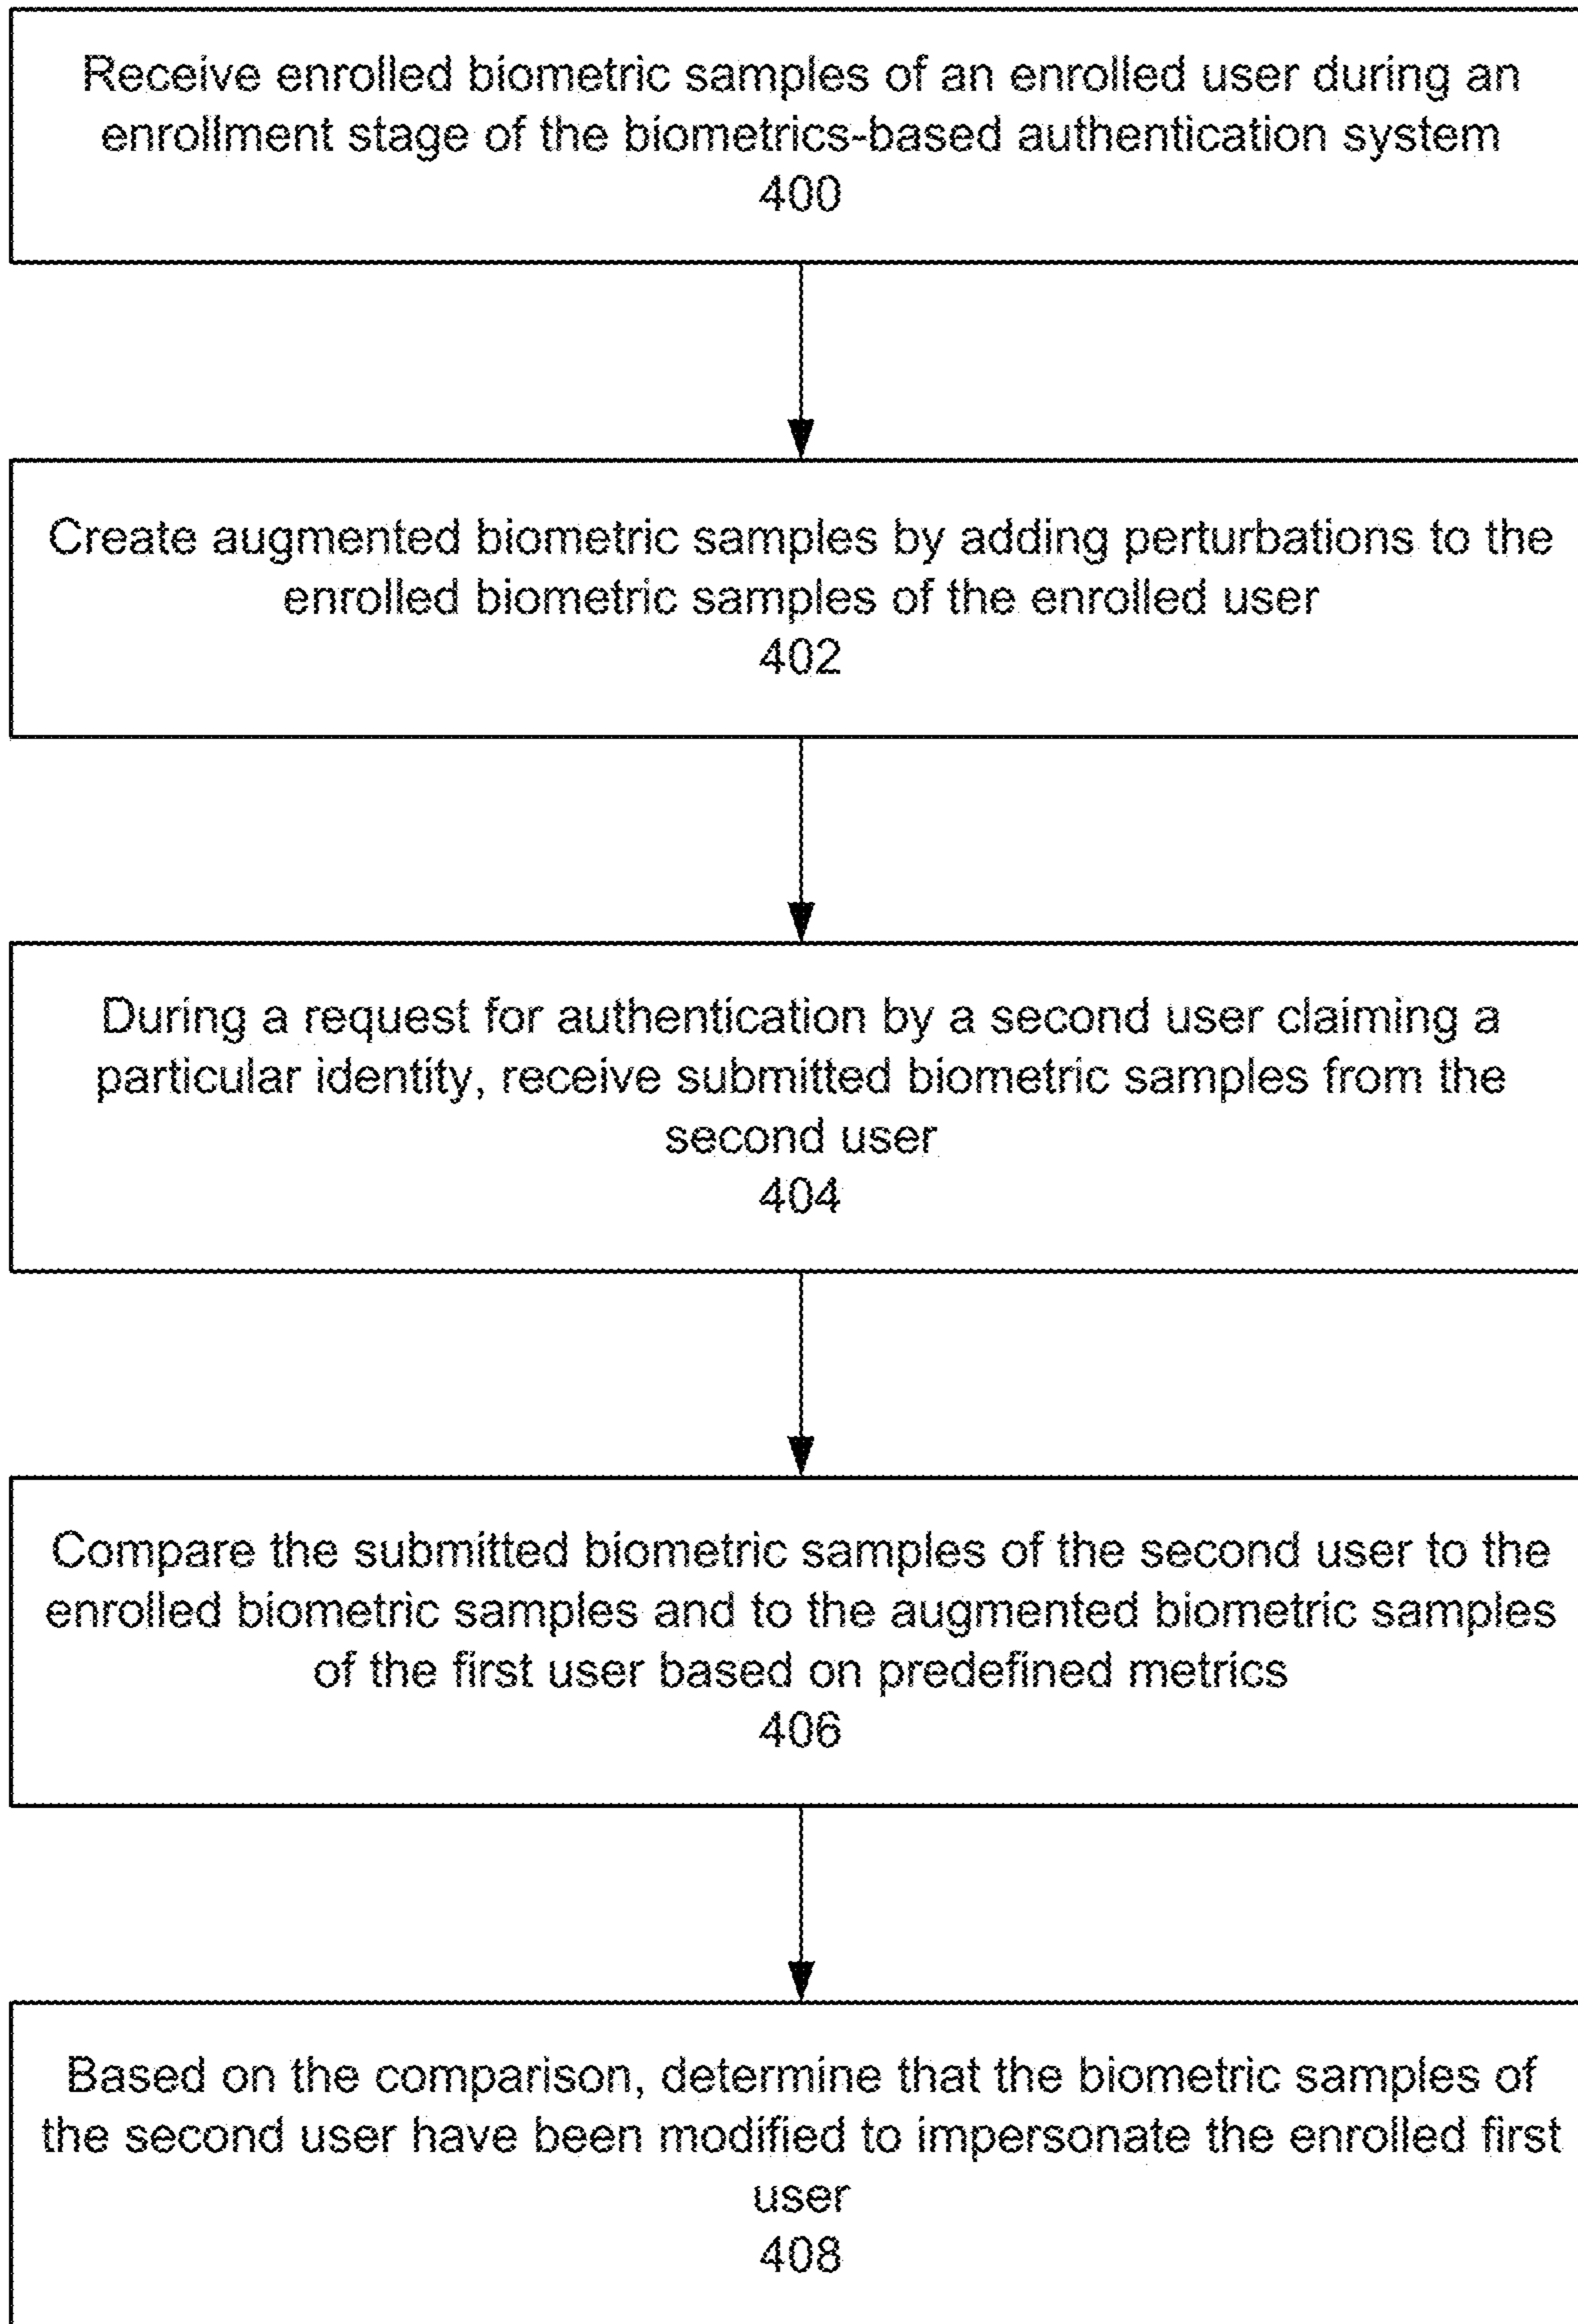 Receive enrolled biometric samples of an enrolled user during an
enrollment stage of the biometrics-based authentication system
400
Create augmented biometric samples by adding perturbations to the
enrolled biometric samples of the enrolled user
402
During a request for authentication by a second user claiming a
particular identity, receive submitted biometric samples from the
second user
404
Compare the submitted biometric samples of the second user to the
enrolled biometric samples and to the augmented biometric samples
of the first user based on predefined metrics
406
Based on the comparison, determine that the biometric samples of
the second user have been modified to impersonate the enrolled first
user
408